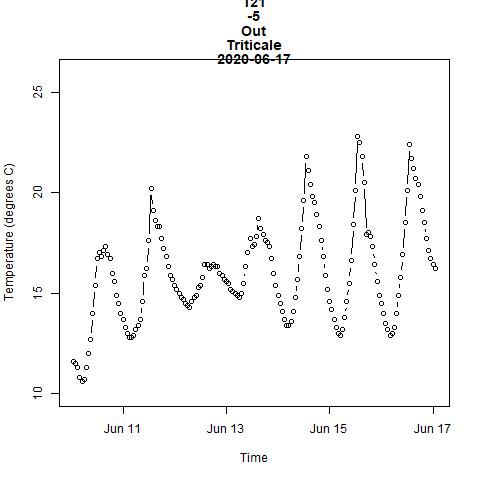 121
-5
Out
Triticale
2020-06-17
Temperature (degrees C)
25
20
15
10
Jun 11
Jun 13
Jun 15
Jun 17
Time